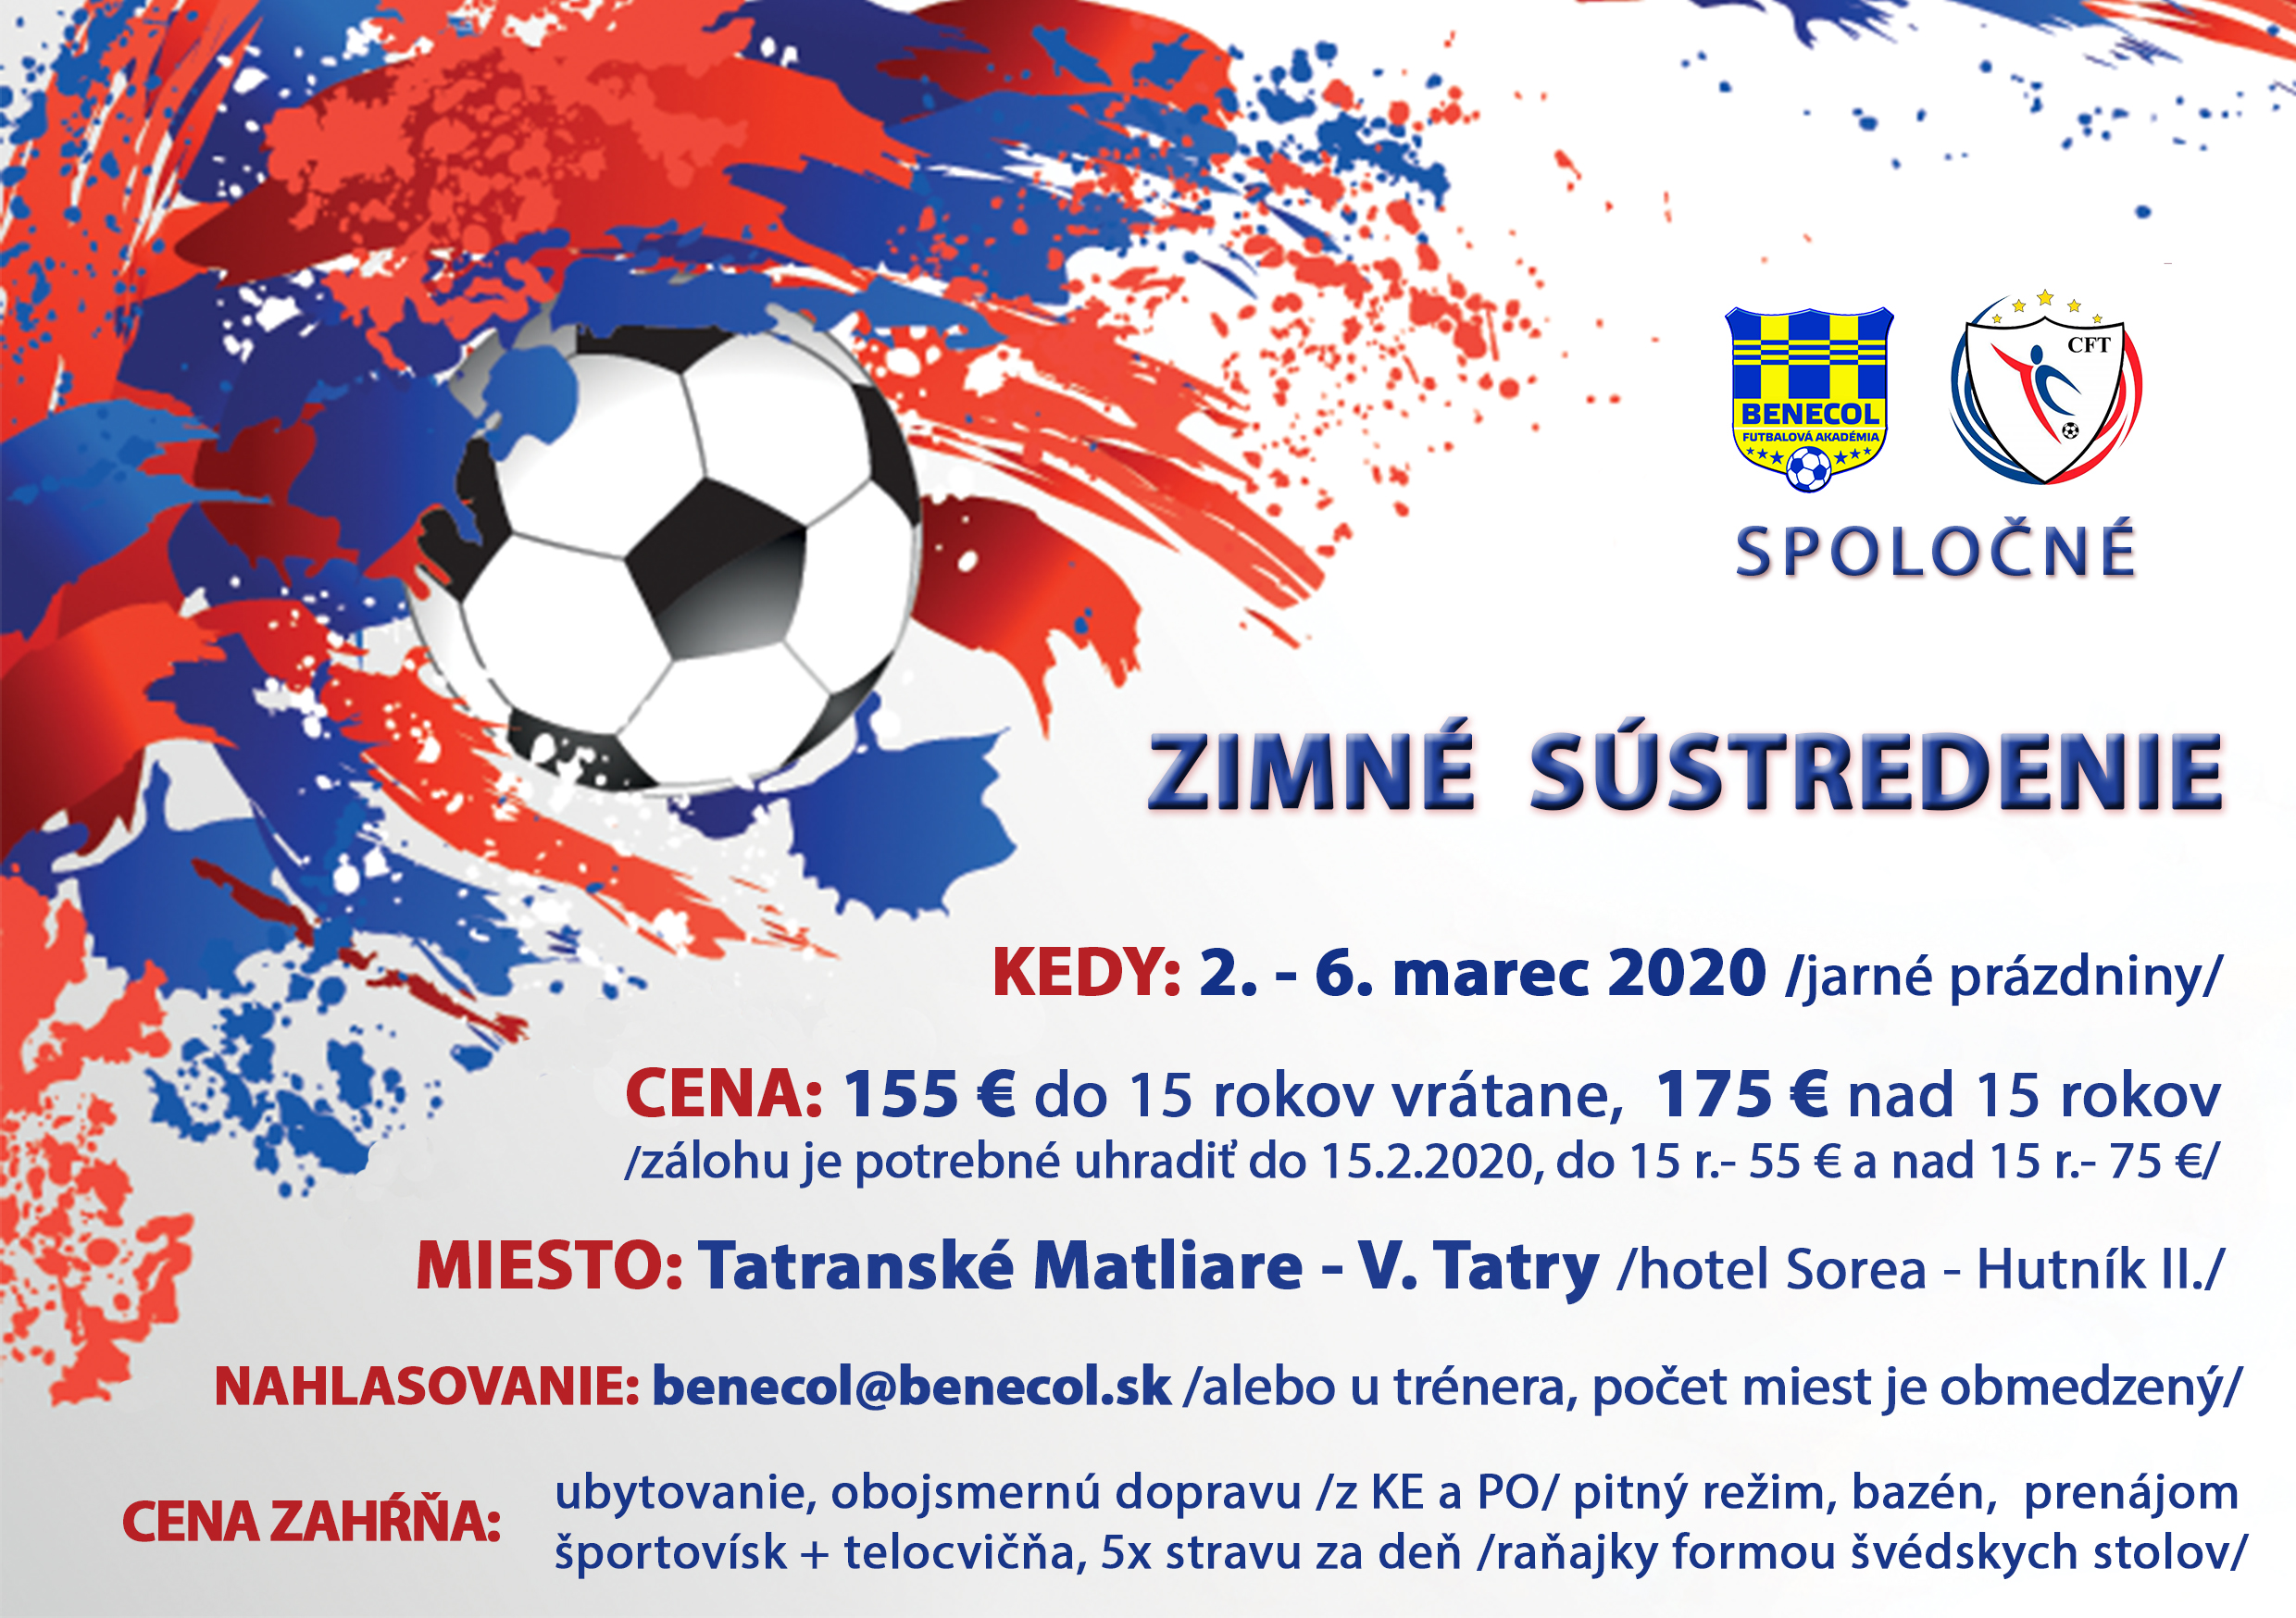 CFT
BENECOL
FUTBALOVÁ AKADÉMIA
SPOLOČNÉ
ZIMNÉ SÚSTREDENIE
KEDY: 2. - 6. marec 2020 /jarné prázdniny/
CENA: 155 € do 15 rokov vrátane, 175 € nad 15 rokov
/zálohu je potrebné uhradiť do 15.2.2020, do 15 r.- 55 € a nad 15 r.- 75 €/
MIESTO: Tatranské Matliare - V. Tatry /hotel Sorea - Hutník II./
NAHLASOVANIE: benecol@benecol.sk /alebo u trénera, počet miest je obmedzený/
CENA ZAHŔŇA: ubytovanie, obojsmernú dopravu /z KE a PO/ pitný režim, bazén, prenájom
športovísk + telocvičňa, 5x stravu za deň /raňajky formou švédskych stolov/